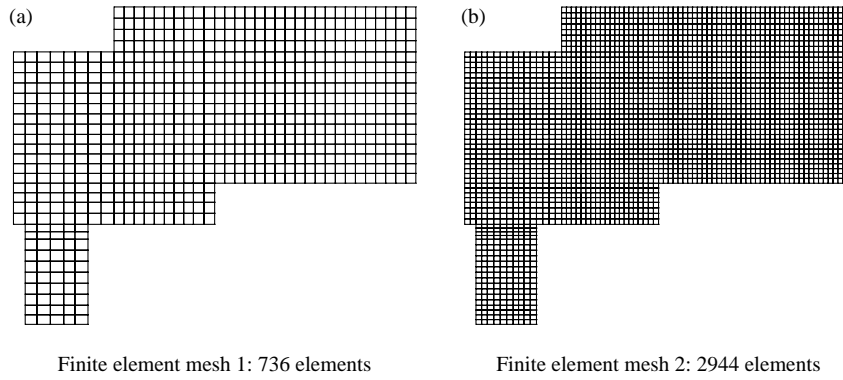 (a)
(b)
Finite element mesh 1: 736 elements
Finite element mesh 2: 2944 elements